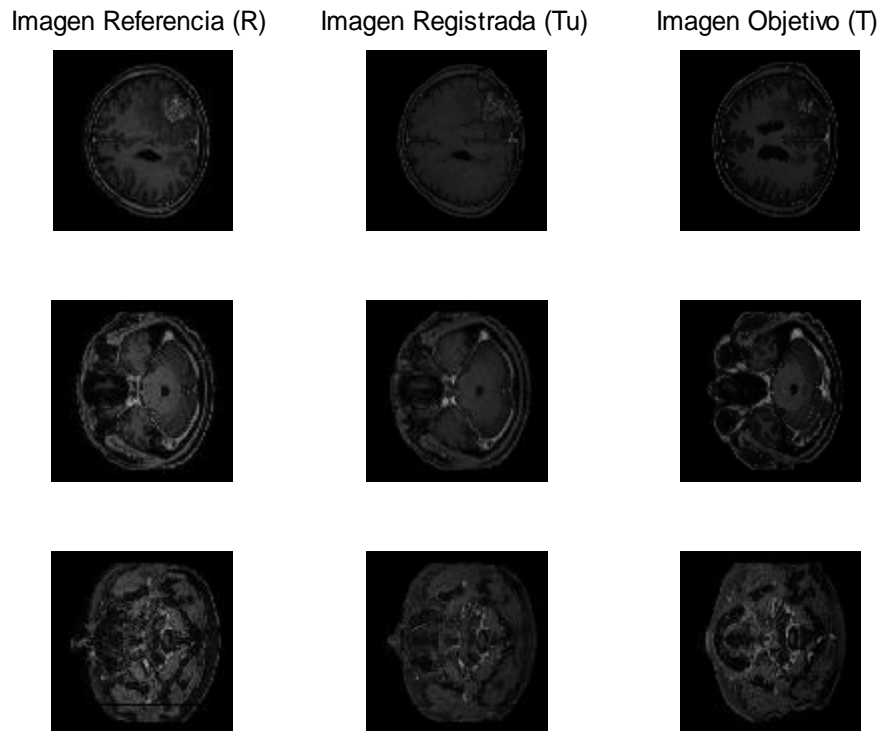 Imagen Referencia (R)
Imagen Registrada (Tu)
Imagen Objetivo (T)